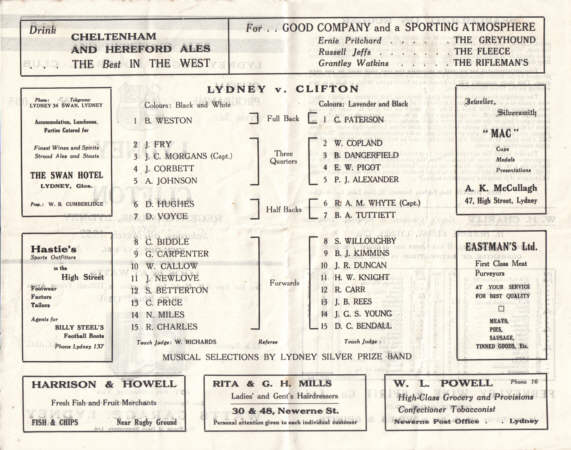 Drink
CHELTENHAM
AND HEREFORD ALES
. . . THE Best IN THE WEST
For . . GOOD COMPANY and a SPORTING ATMOSPHERE
Ernie Pritchard . . . . . . THE GREYHOUND
Russell Jeffs . . . . . . . THE FLEECE
Grantley Watkins . . . . . THE RIFLEMAN'S
Phone: Telegrams:
LYDNEY 34 SWAN, LYDNEY
Accommodation, Luncheons,
Parties Catered for
Finest Wines and Spirits
Stroud Ales and Stouts
THE SWAN HOTEL
LYDNEY, Glos.
Prop.: W. B. CUMBERLIDGE
LYDNEY v. CLIFTON
Colours: Black and White
Colours: Lavender and Black
1 B. WESTON Full Back 1 C. PATERSON
2 J. FRY 2 W. COPLAND
3 J. C. MORGANS (Capt.) Three Quarters 3 B. DANGERFIELD
4 J. CORBETT 4 E. W. PIGOT
5 A. JOHNSON 5 P. J. ALEXANDER
6 D. HUGHES Half Backs 6 R. A. M. WHYTE (Capt.)
7 D. VOYCE 7 B. A. TUTTIETT
8 C. BIDDLE 8 S. WILLOUGHBY
9 G. CARPENTER 9 B. J. KIMMINS
10 W. CALLOW 10 J. R. DUNCAN
11 J. NEWLOVE Forwards 11 H. W. KNIGHT
12 S. BETTERTON 12 R. CARR
13 C. PRICE 13 J. B. REES
14 N. MILES 14 J. G. S. YOUNG
15 R. CHARLES 15 D. C. BENDALL
Touch Judge: W. RICHARDS Referee Touch Judge:
MUSICAL SELECTIONS BY LYDNEY SILVER PRIZE BAND
Jeweller,
Silversmith
"MAC"
Cups
Medals
Presentations
A. K. McCullagh
47, High Street, Lydney
Hastie's
Sports Outfitters
in the
High Street
Footwear
Factors
Tailors
Agents for
BILLY STEEL'S
Football Boots
Phone Lydney 137
EASTMAN'S Ltd.
First Class Meat
Purveyors
AT YOUR SERVICE
FOR BEST QUALITY
MEATS,
PIES,
SAUSAGE,
TINNED GOODS, Etc.
HARRISON & HOWELL
Fresh Fish and Fruit Merchants
FISH & CHIPS Near Rugby Ground
RITA & G. H. MILLS
Ladies' and Gent's Hairdressers
30 & 48, Newerne St.
Personal attention given to each individual customer
W. L. POWELL Phone 16
High-Class Grocery and Provisions
Confectioner Tobacconist
Newerne Post Office . . Lydney